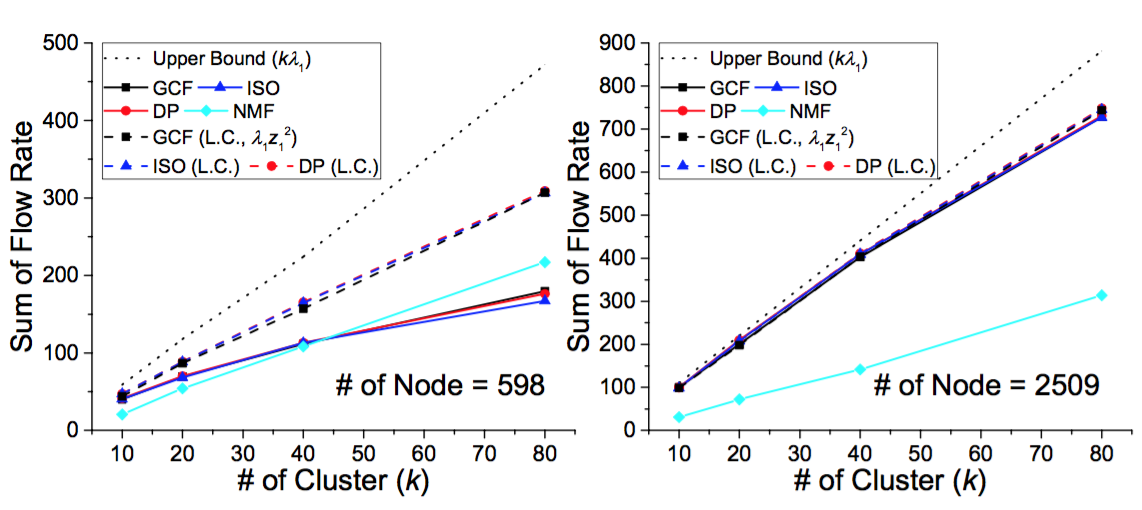 500
400
300
200
100
0
Sum of Flow Rate
Upper Bound (kλ₁)
GCF ISO
DP NMF
GCF (L.C., λ₁z₁²)
ISO (L.C.) DP (L.C.)
# of Node = 598
10 20 30 40 50 60 70 80
# of Cluster (k)
900
800
700
600
500
400
300
200
100
0
Sum of Flow Rate
Upper Bound (kλ₁)
GCF ISO
DP NMF
GCF (L.C., λ₁z₁²)
ISO (L.C.) DP (L.C.)
# of Node = 2509
10 20 30 40 50 60 70 80
# of Cluster (k)